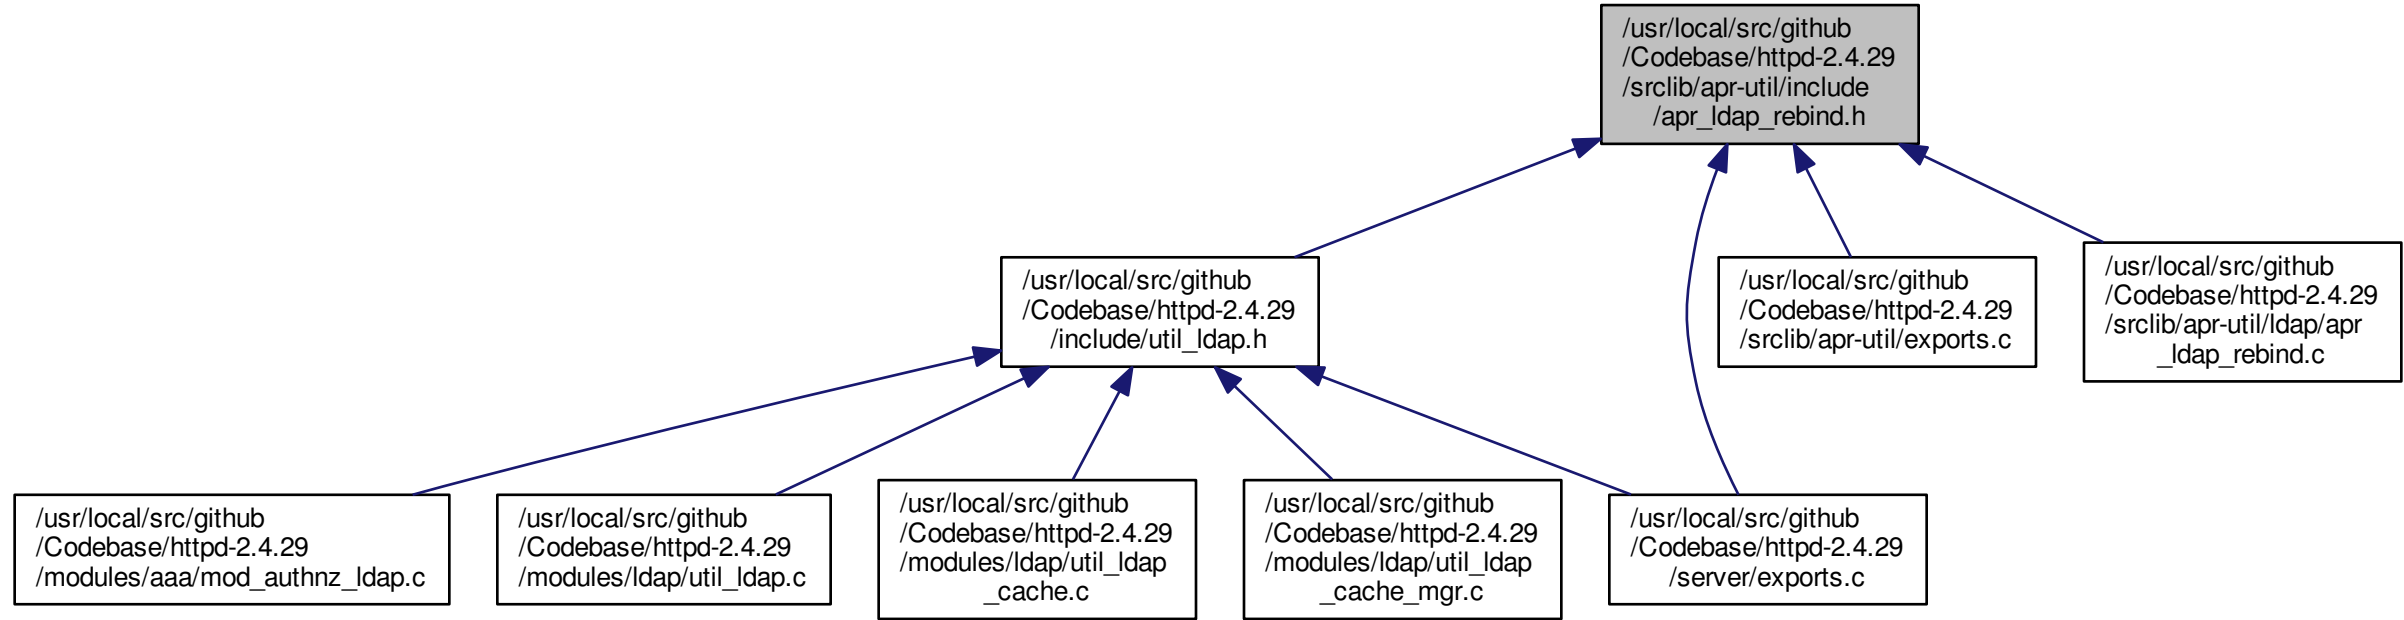 /usr/local/src/github
/Codebase/httpd-2.4.29
/srclib/apr-util/include
/apr_ldap_rebind.h
/usr/local/src/github
/Codebase/httpd-2.4.29
/include/util_ldap.h
/usr/local/src/github
/Codebase/httpd-2.4.29
/srclib/apr-util/exports.c
/usr/local/src/github
/Codebase/httpd-2.4.29
/srclib/apr-util/ldap/apr
_ldap_rebind.c
/usr/local/src/github
/Codebase/httpd-2.4.29
/modules/aaa/mod_authnz_ldap.c
/usr/local/src/github
/Codebase/httpd-2.4.29
/modules/ldap/util_ldap.c
/usr/local/src/github
/Codebase/httpd-2.4.29
/modules/ldap/util_ldap
_cache.c
/usr/local/src/github
/Codebase/httpd-2.4.29
/modules/ldap/util_ldap
_cache_mgr.c
/usr/local/src/github
/Codebase/httpd-2.4.29
/server/exports.c